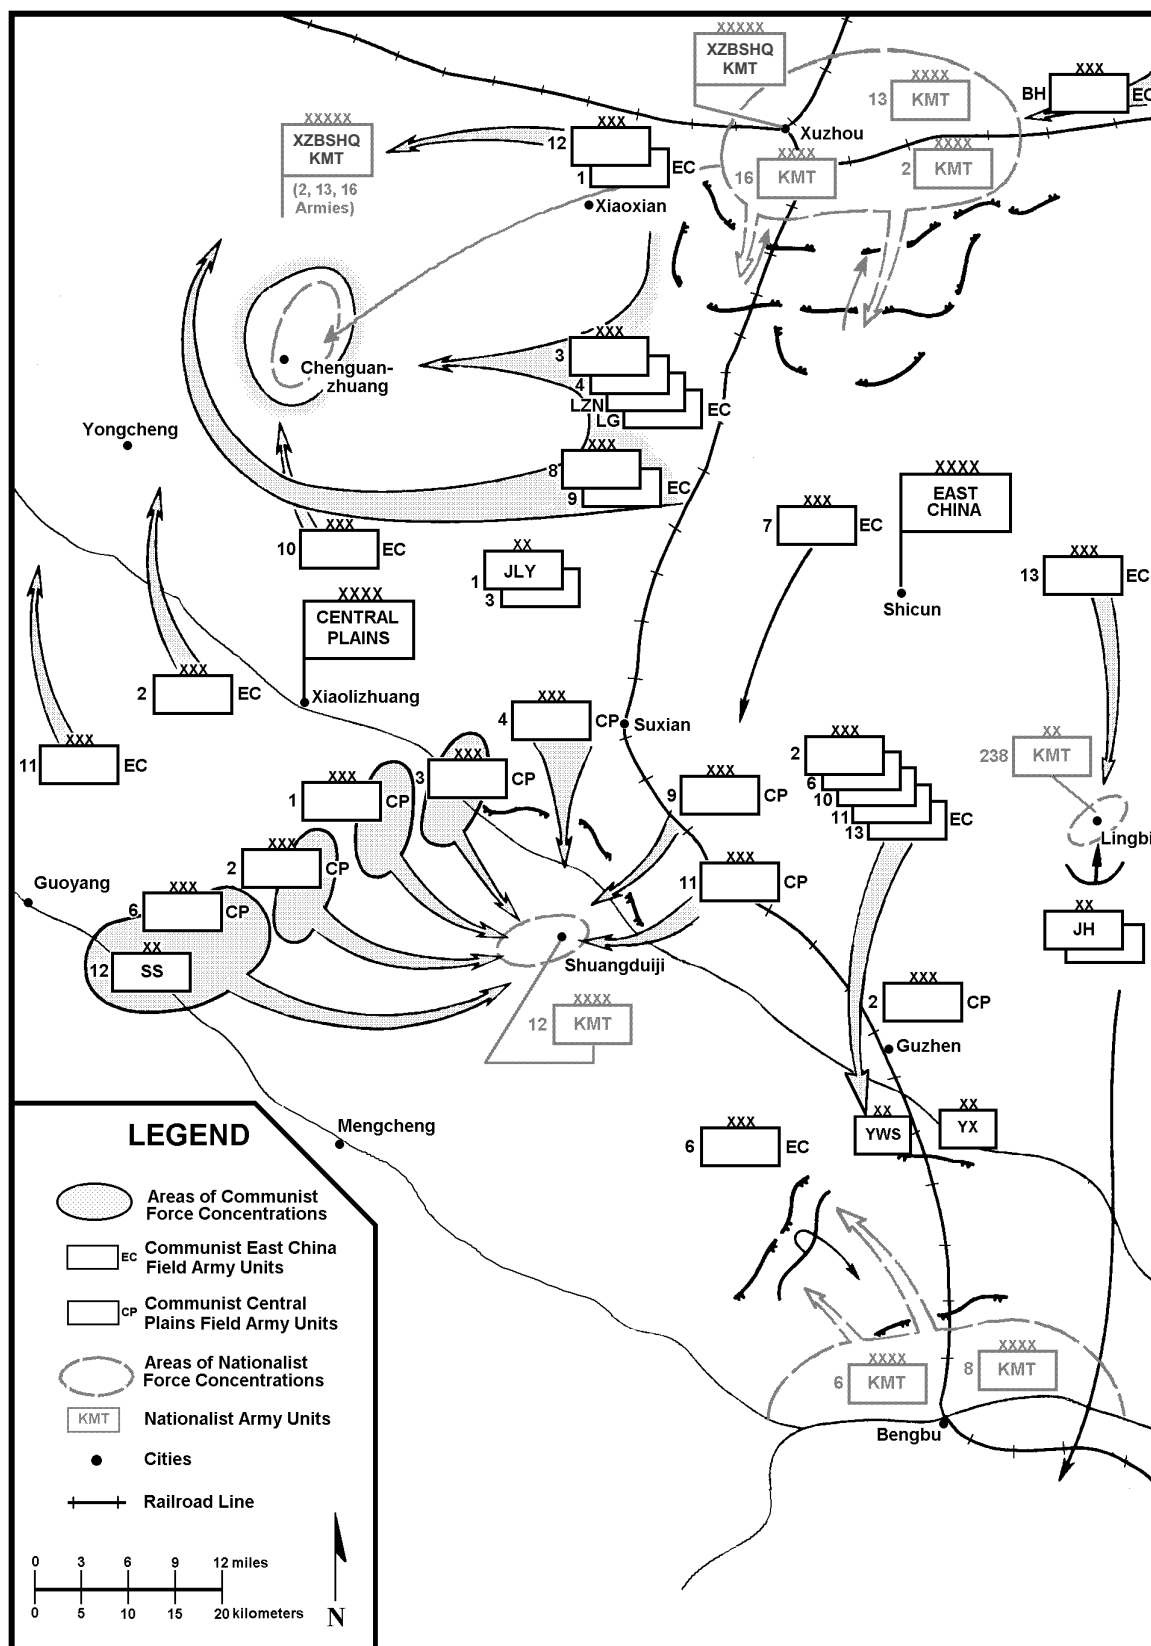 XXXXX
XZBSHQ
KMT
XXXX
13 KMT
XXX
BH EC
XXXXX
XZBSHQ
KMT
(2, 13, 16
Armies)
XXX
12
1 EC
Xuzhou
XXXX
16 KMT
XXXX
2 KMT
Xiaoxian
XXX
3
4
LZN
LG EC
Chenguan-
zhuang
Yongcheng
XXX
8
9 EC
XXX
7 EC
XXXX
EAST
CHINA
XXX
10 EC
XX
1 JLY
3
XXX
13 EC
Shicun
XXXX
CENTRAL
PLAINS
XXX
2 EC
Xiaolizhuang
XXX
4 CP
Suxian
XXX
11 EC
XXX
3 CP
XXX
1 CP
XXX
9 CP
XXX
2
6
10
11
13 EC
XX
238 KMT
Lingbi
XXX
2 CP
XXX
11 CP
Guoyang
XXX
6 CP
XX
12 SS
XX
JH
Shuangduiji
XXXX
12 KMT
XXX
2 CP
Guzhen
XX
YWS
XX
YX
XXX
6 EC
Mengcheng
XXXX
6 KMT
XXXX
8 KMT
Bengbu
LEGEND
Areas of Communist
Force Concentrations
EC Communist East China
Field Army Units
CP Communist Central
Plains Field Army Units
Areas of Nationalist
Force Concentrations
KMT Nationalist Army Units
Cities
Railroad Line
0 3 6 9 12 miles
0 5 10 15 20 kilometers
N